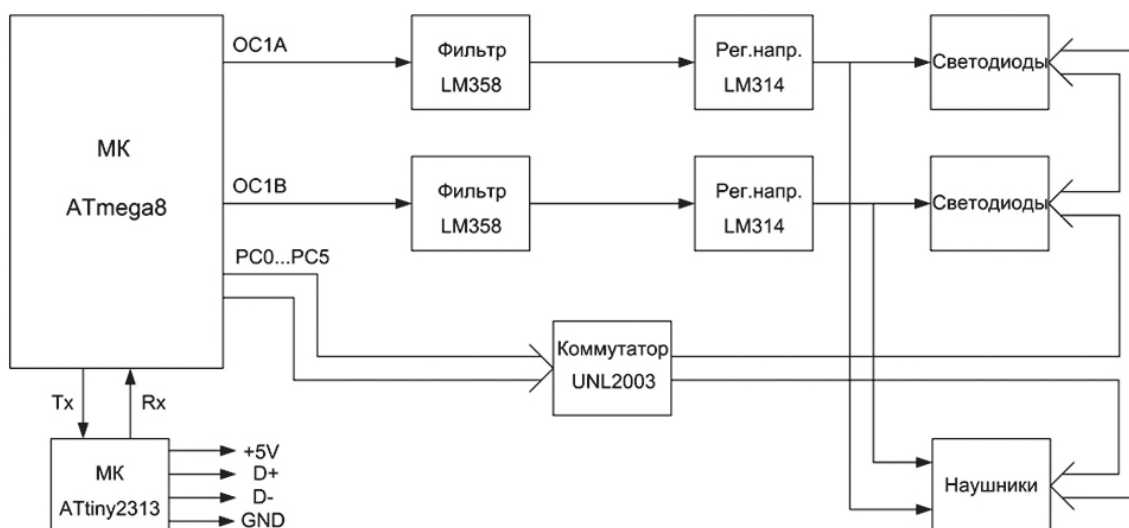 OC1A
Фильтр
LM358
Рег.напр.
LM314
Светодиоды
МК
ATmega8
OC1B
Фильтр
LM358
Рег.напр.
LM314
Светодиоды
PC0...PC5
Коммутатор
UNL2003
Tx
Rx
МК
ATtiny2313
+5V
D+
D-
GND
Наушники